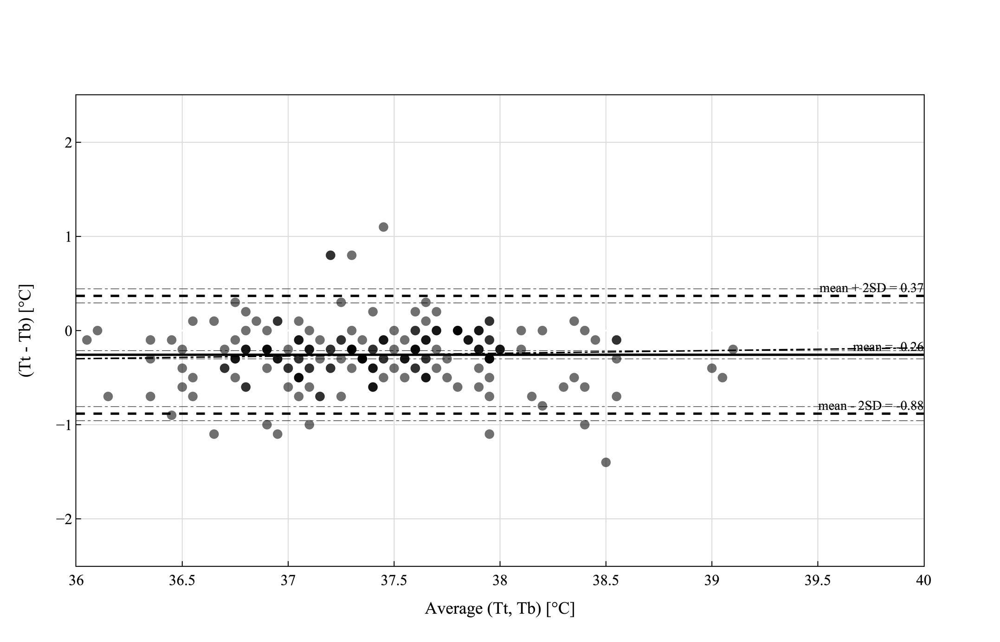 (Tt - Tb) [°C]
2
1
0
−1
−2
mean + 2SD = 0.37
mean = -0.26
mean - 2SD = -0.88
36 36.5 37 37.5 38 38.5 39 39.5 40
Average (Tt, Tb) [°C]